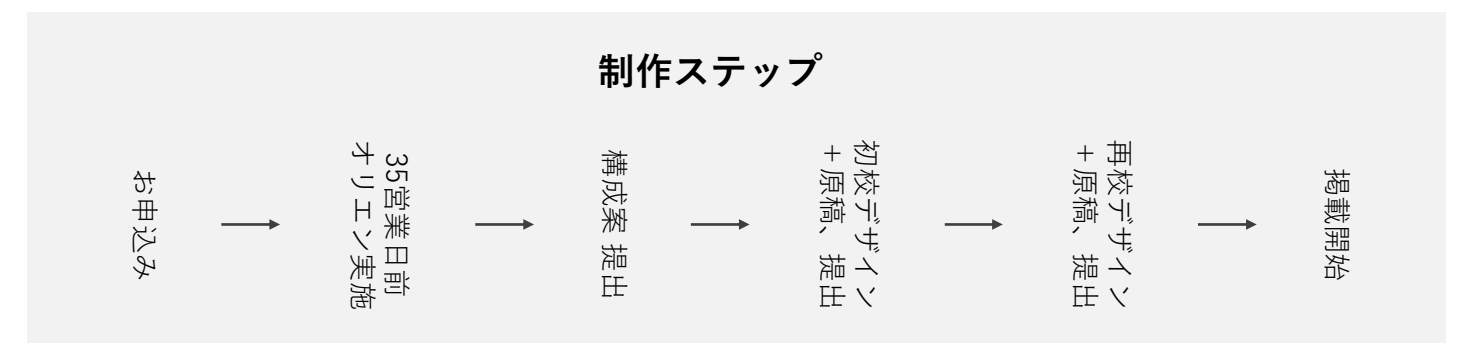 制作ステップ
お申込み
35営業日前
オリエン実施
構成案 提出
初校デザイン
+原稿、提出
再校デザイン
+原稿、提出
掲載開始